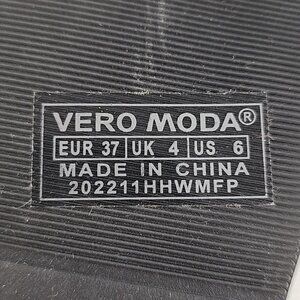 VERO MODA®
EUR 37 UK 4 US 6
MADE IN CHINA
202211HHWMFP